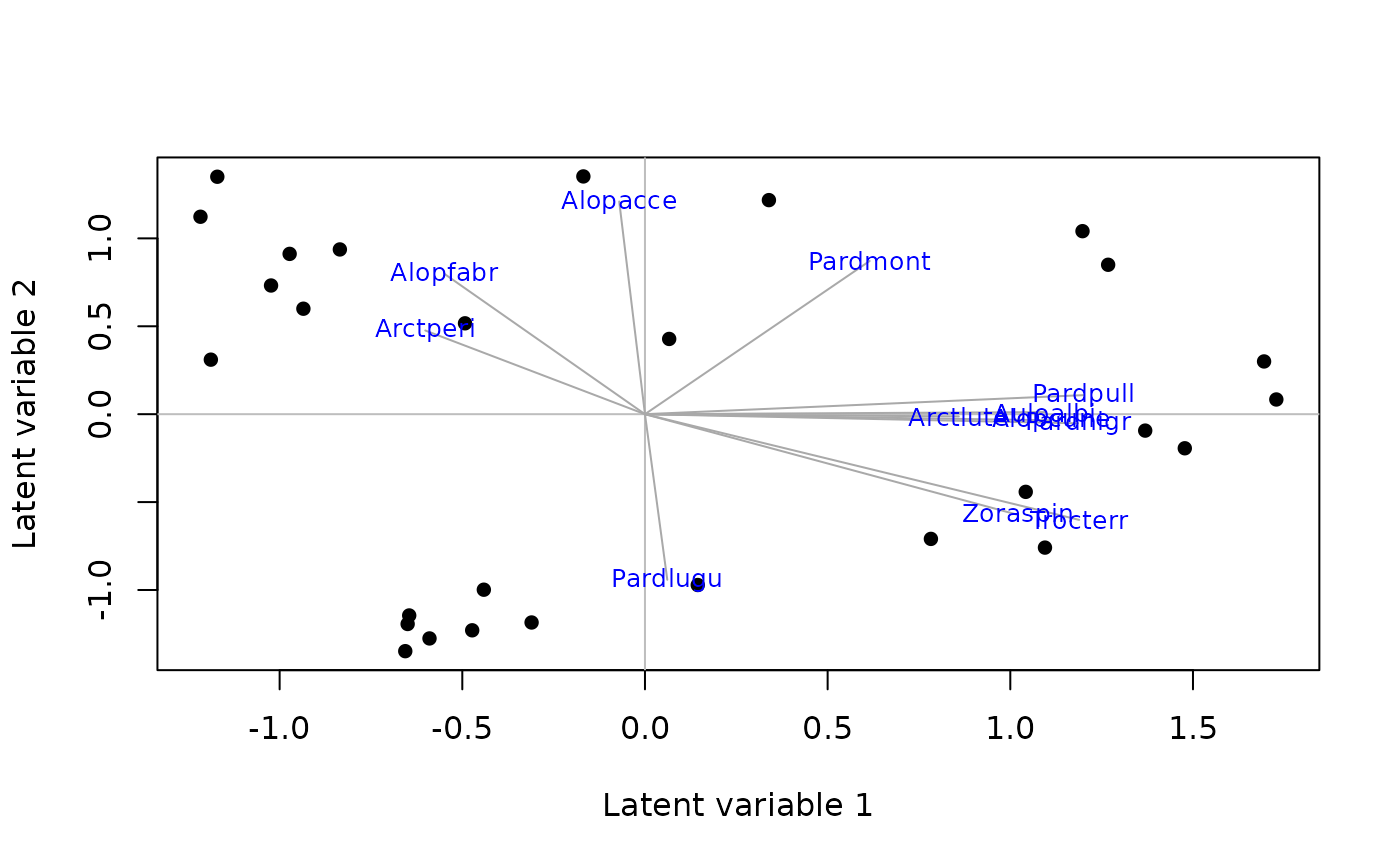 Alopacce
Pardmont
Alopfabr
Arctperi
Pardpull
Arctlute
Auloalbi
Alopcune
Pardnigr
Zoraspin
Trocterr
Pardlugu
Latent variable 2
1.0
0.5
0.0
-1.0
-1.0 -0.5 0.0 0.5 1.0 1.5
Latent variable 1